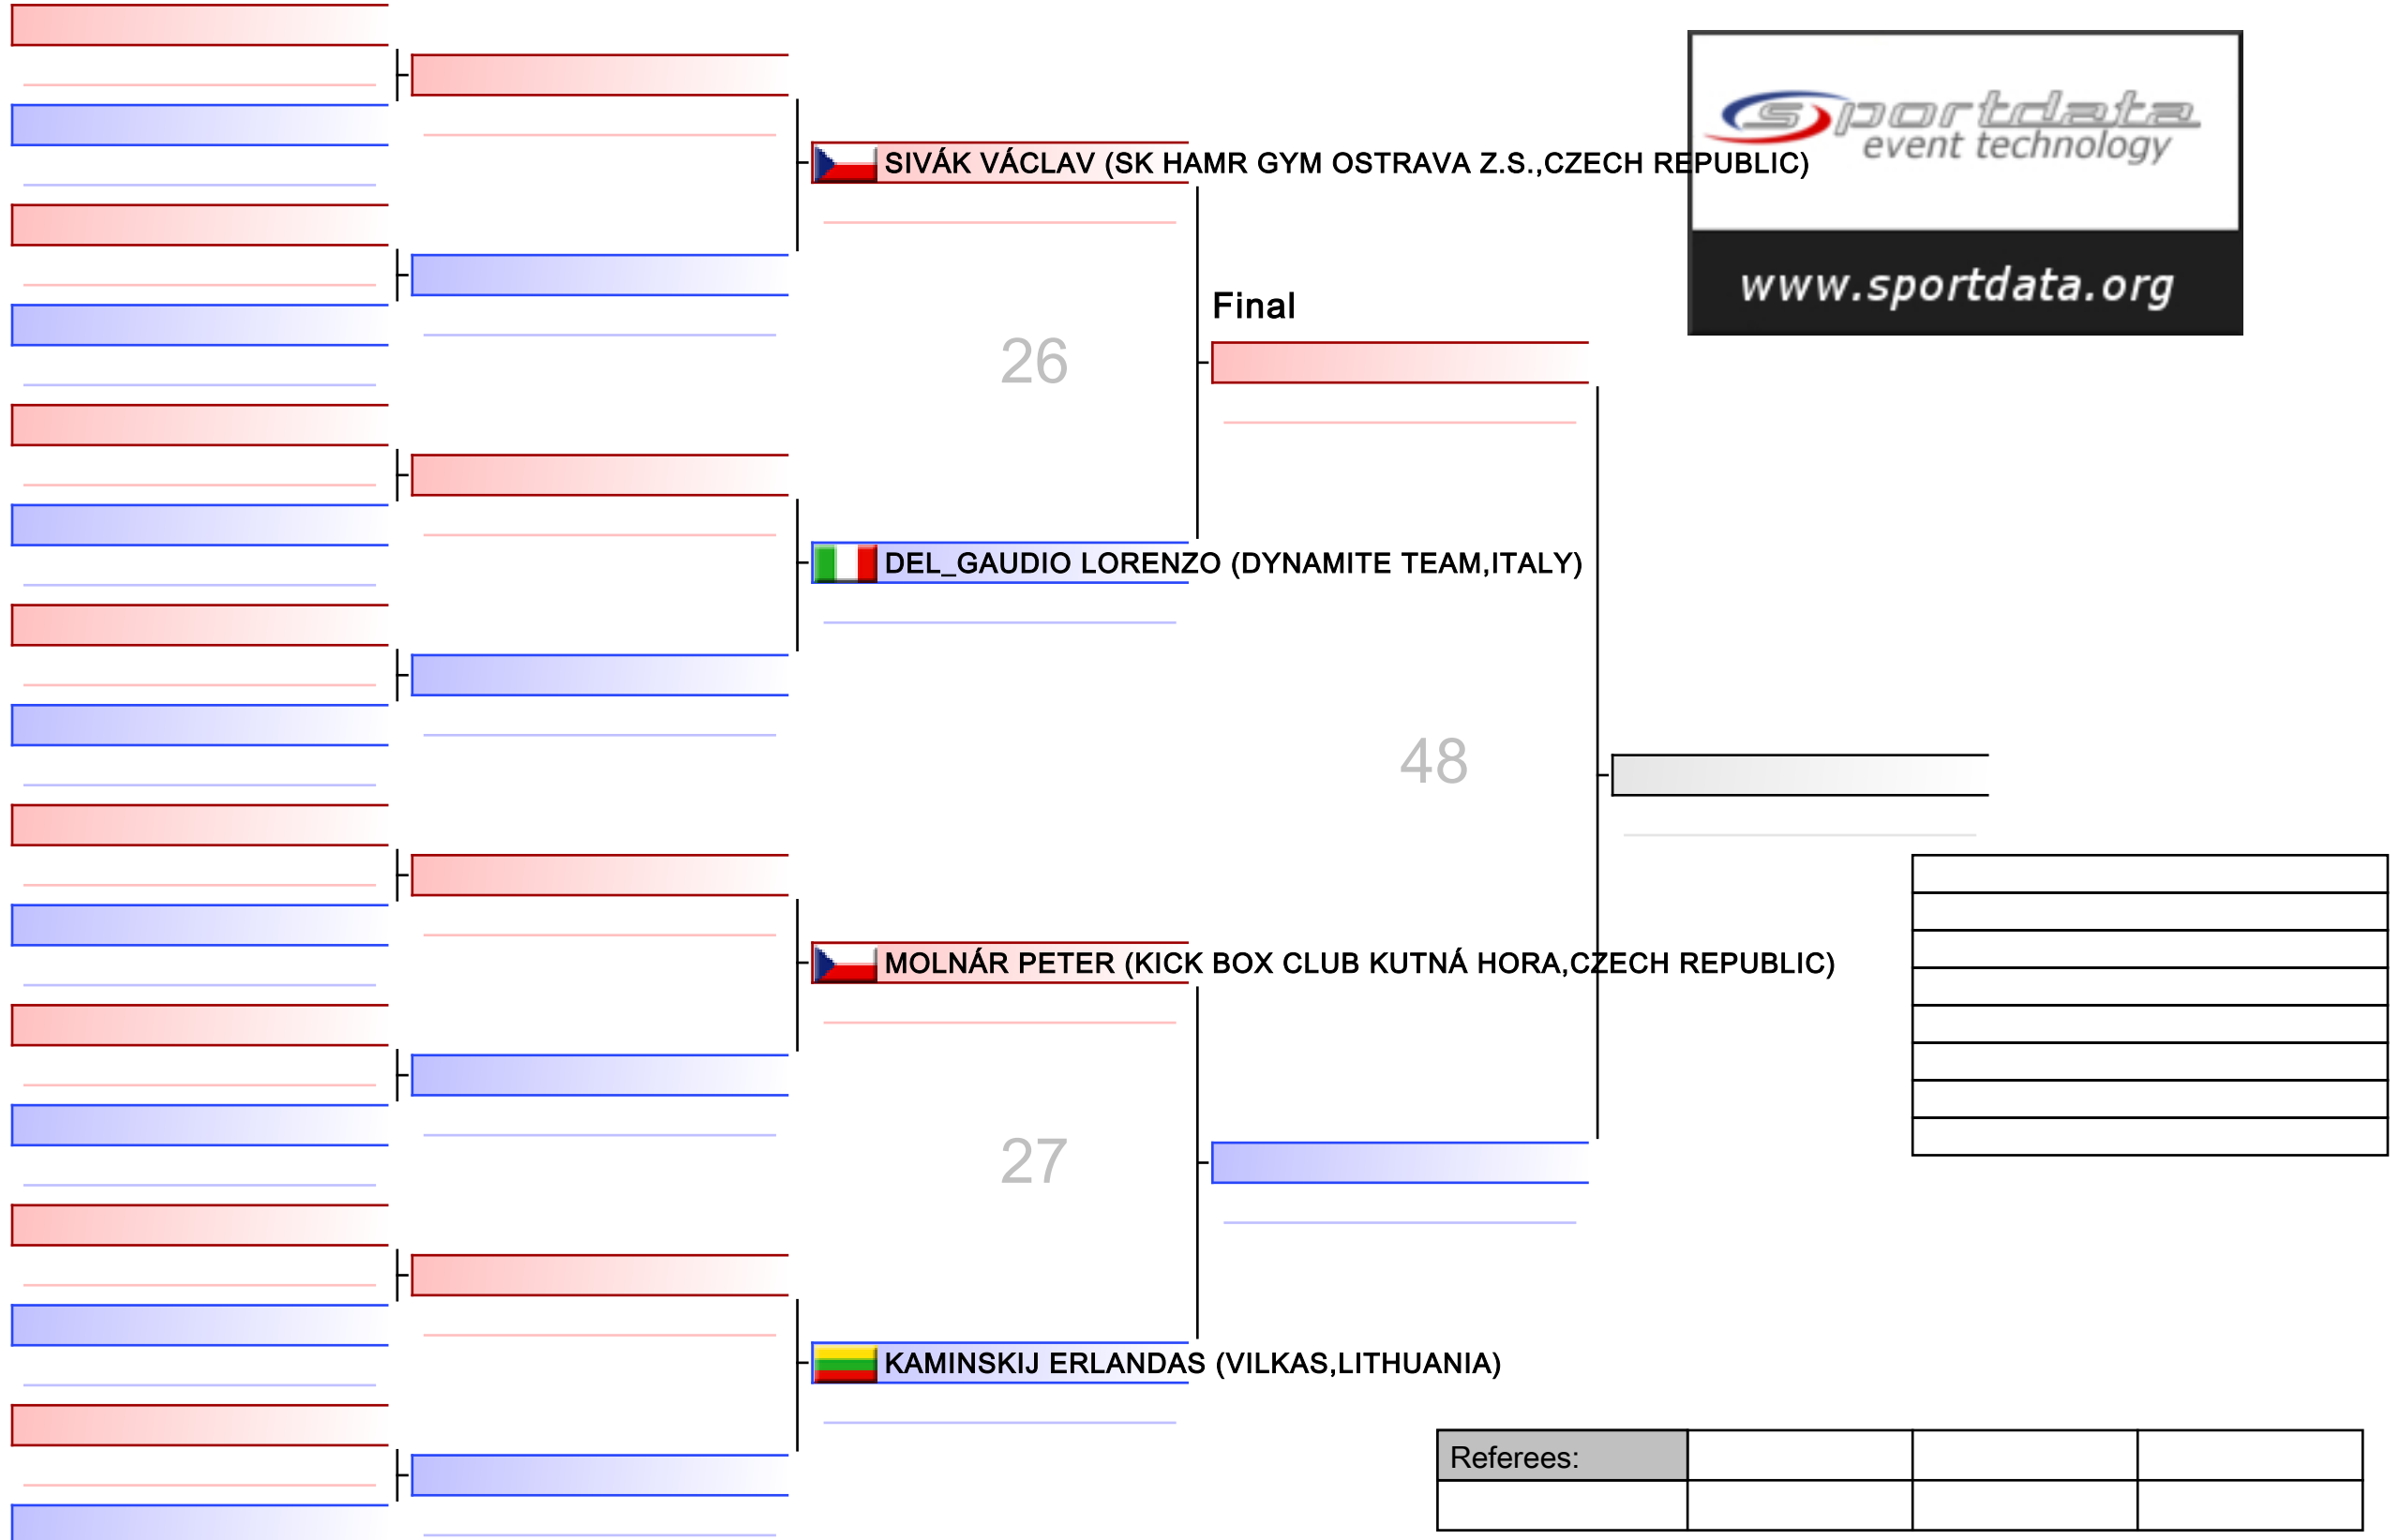 sportdata
event technology
www.sportdata.org
SIVÁK VÁCLAV (SK HAMR GYM OSTRAVA Z.S.,CZECH REPUBLIC)
Final
26
DEL_GAUDIO LORENZO (DYNAMITE TEAM,ITALY)
48
MOLNÁR PETER (KICK BOX CLUB KUTNÁ HORA,CZECH REPUBLIC)
27
KAMINSKIJ ERLANDAS (VILKAS,LITHUANIA)
Referees: